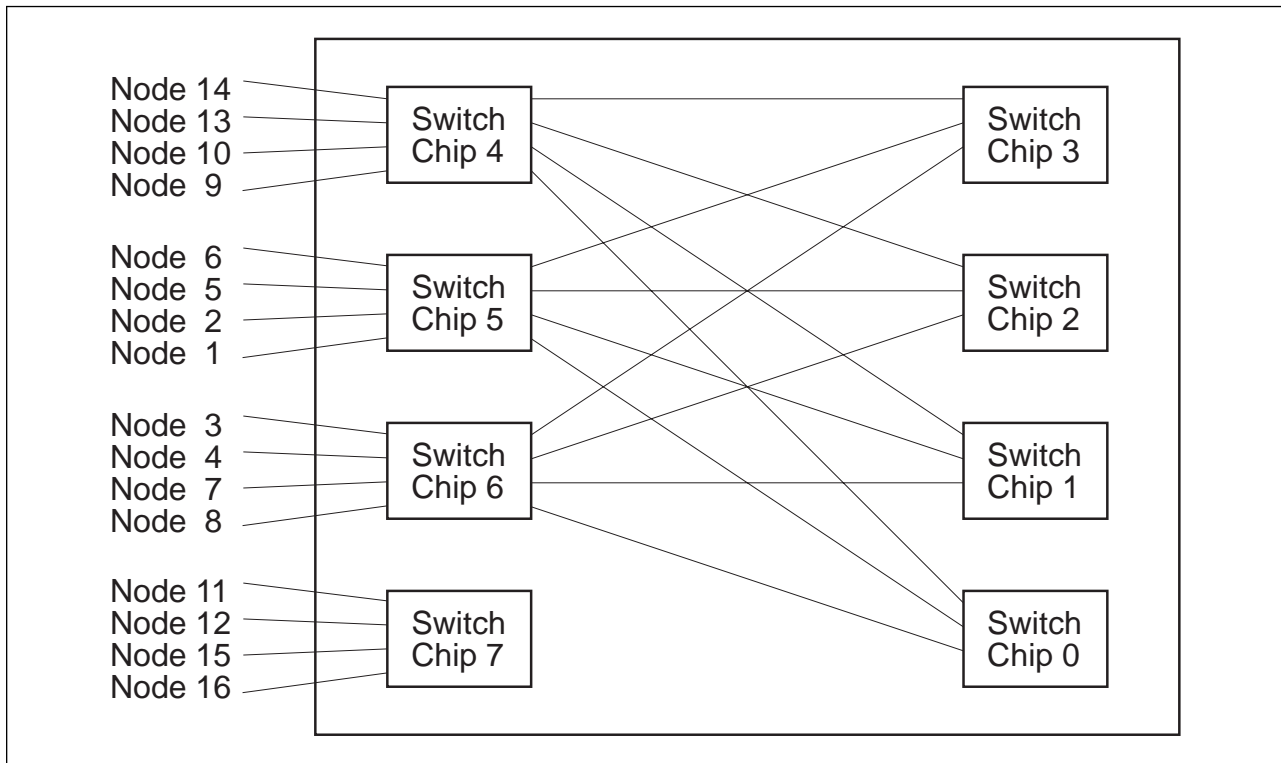 Node 14
Node 13
Node 10
Node 9
Switch
Chip 4
Switch
Chip 3
Node 6
Node 5
Node 2
Node 1
Switch
Chip 5
Switch
Chip 2
Node 3
Node 4
Node 7
Node 8
Switch
Chip 6
Switch
Chip 1
Node 11
Node 12
Node 15
Node 16
Switch
Chip 7
Switch
Chip 0